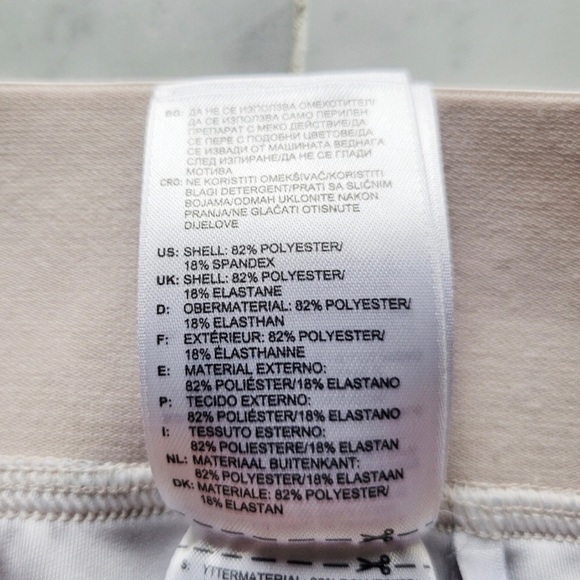 BG: ДА НЕ СЕ ИЗПОЛЗВА ОМЕКОТИТЕЛ/
ДА СЕ ИЗПОЛЗВА САМО ПЕРИЛЕН
ПРЕПАРАТ С МЕКО ДЕЙСТВИЕ/ДА
СЕ ПЕРЕ С ПОДОБНИ ЦВЕТОВЕ/ДА
СЕ ИЗВАДИ ОТ МАШИНАТА ВЕДНАГА
СЛЕД ИЗПИРАНЕ/ДА НЕ СЕ ГЛАДИ
МОТИВА
CRO: NE KORISTITI OMEKŠIVAČ/KORISTITI
BLAGI DETERGENT/PRATI SA SLIČNIM
BOJAMA/ODMAH UKLONITE NAKON
PRANJA/NE GLAČATI OTISNUTE
DIJELOVE
US: SHELL: 82% POLYESTER/
18% SPANDEX
UK: SHELL: 82% POLYESTER/
18% ELASTANE
D: OBERMATERIAL: 82% POLYESTER/
18% ELASTHAN
F: EXTÉRIEUR: 82% POLYESTER/
18% ÉLASTHANNE
E: MATERIAL EXTERNO:
82% POLIÉSTER/18% ELASTANO
P: TECIDO EXTERNO:
82% POLIÉSTER/18% ELASTANO
I: TESSUTO ESTERNO:
82% POLIESTERE/18% ELASTAN
NL: MATERIAAL BUITENKANT:
82% POLYESTER/18% ELASTAAN
DK: MATERIALE: 82% POLYESTER/
18% ELASTAN